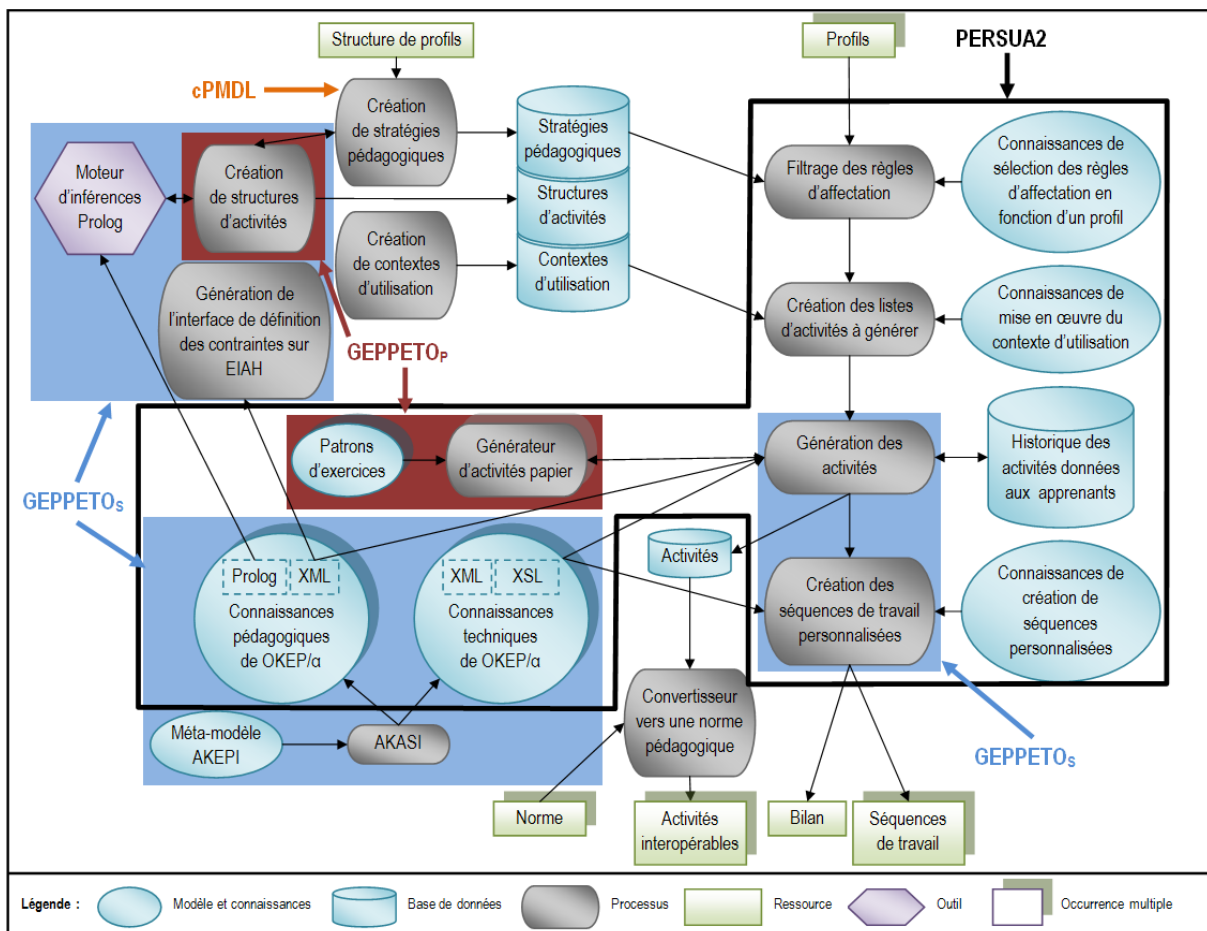 Structure de profils
Profils
PERSUA2
cPMDL
Création
de stratégies
pédagogiques
Stratégies
pédagogiques
Filtrage des règles
d'affectation
Connaissances de
sélection des règles
d'affectation en
fonction d'un profil
Moteur
d'inférences
Prolog
Création
de structures
d'activités
Structures
d'activités
Création
de contextes
d'utilisation
Contextes
d'utilisation
Création des listes
d'activités à générer
Connaissances de
mise en œuvre du
contexte d'utilisation
Génération de
l'interface de définition
des contraintes sur
EIAH
GEPPETOP
Patrons
d'exercices
Générateur
d'activités papier
Génération des
activités
Historique des
activités données
aux apprenants
GEPPETOS
Prolog
XML
Connaissances
pédagogiques
de OKEP/α
XML
XSL
Connaissances
techniques
de OKEP/α
Activités
Création des
séquences de travail
personnalisées
Connaissances de
création de
séquences
personnalisées
Méta-modèle
AKEPI
AKASI
Convertisseur
vers une norme
pédagogique
GEPPETOS
Norme
Activités
interopérables
Bilan
Séquences
de travail
Légende :
Modèle et connaissances
Base de données
Processus
Ressource
Outil
Occurrence multiple